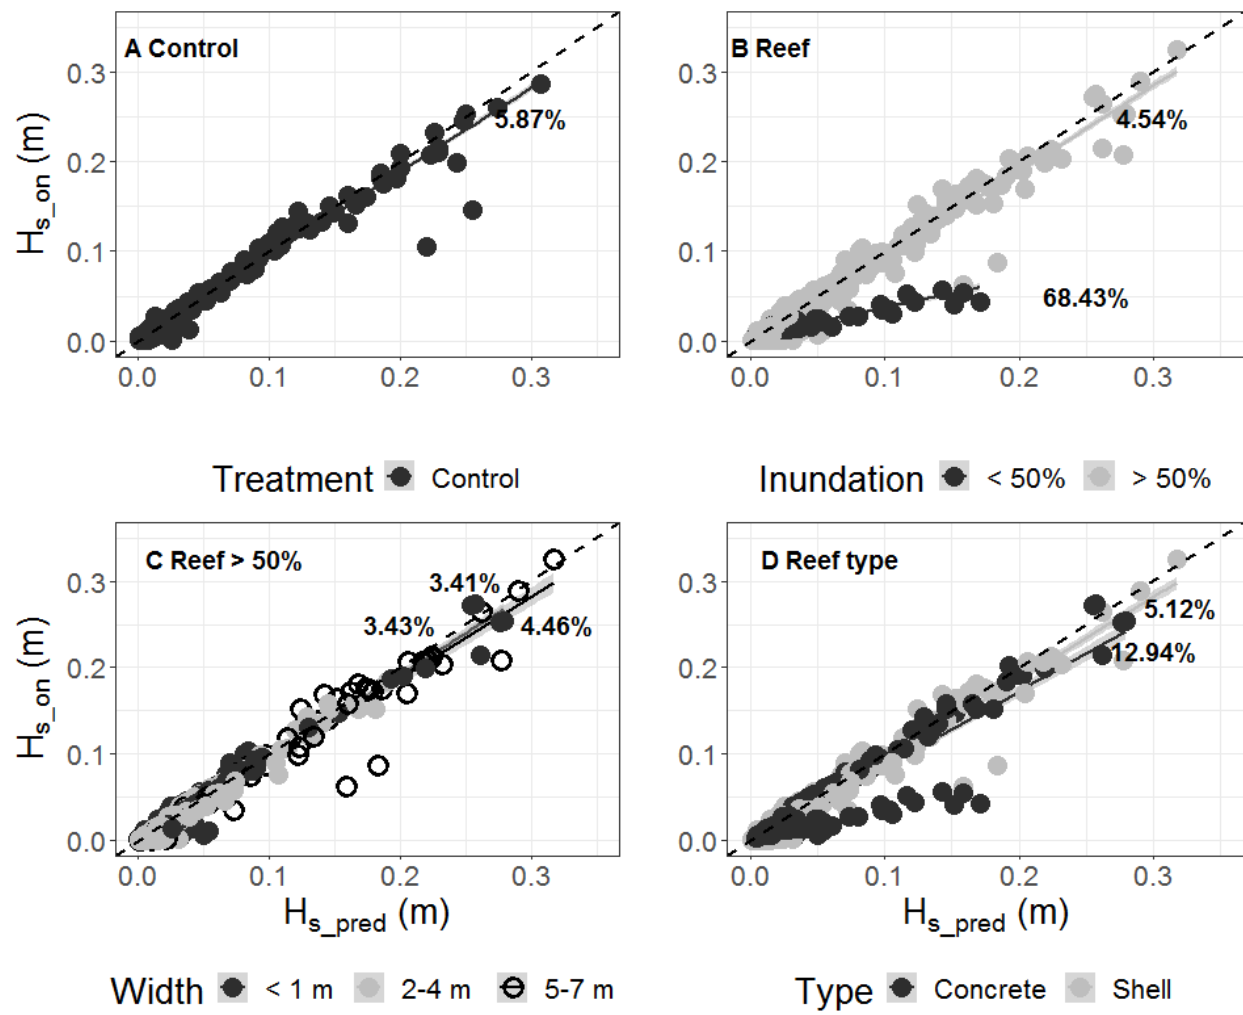 A Control
B Reef
0.3
0.2
0.1
0.0
H_s_on (m)
5.87%
0.0 0.1 0.2 0.3
0.3
0.2
0.1
0.0
4.54%
68.43%
0.0 0.1 0.2 0.3
Treatment Control
Inundation < 50% > 50%
C Reef > 50%
D Reef type
0.3
0.2
0.1
0.0
H_s_on (m)
3.41%
3.43% 4.46%
0.0 0.1 0.2 0.3
H_s_pred (m)
0.3
0.2
0.1
0.0
5.12%
12.94%
0.0 0.1 0.2 0.3
H_s_pred (m)
Width < 1 m 2-4 m 5-7 m
Type Concrete Shell